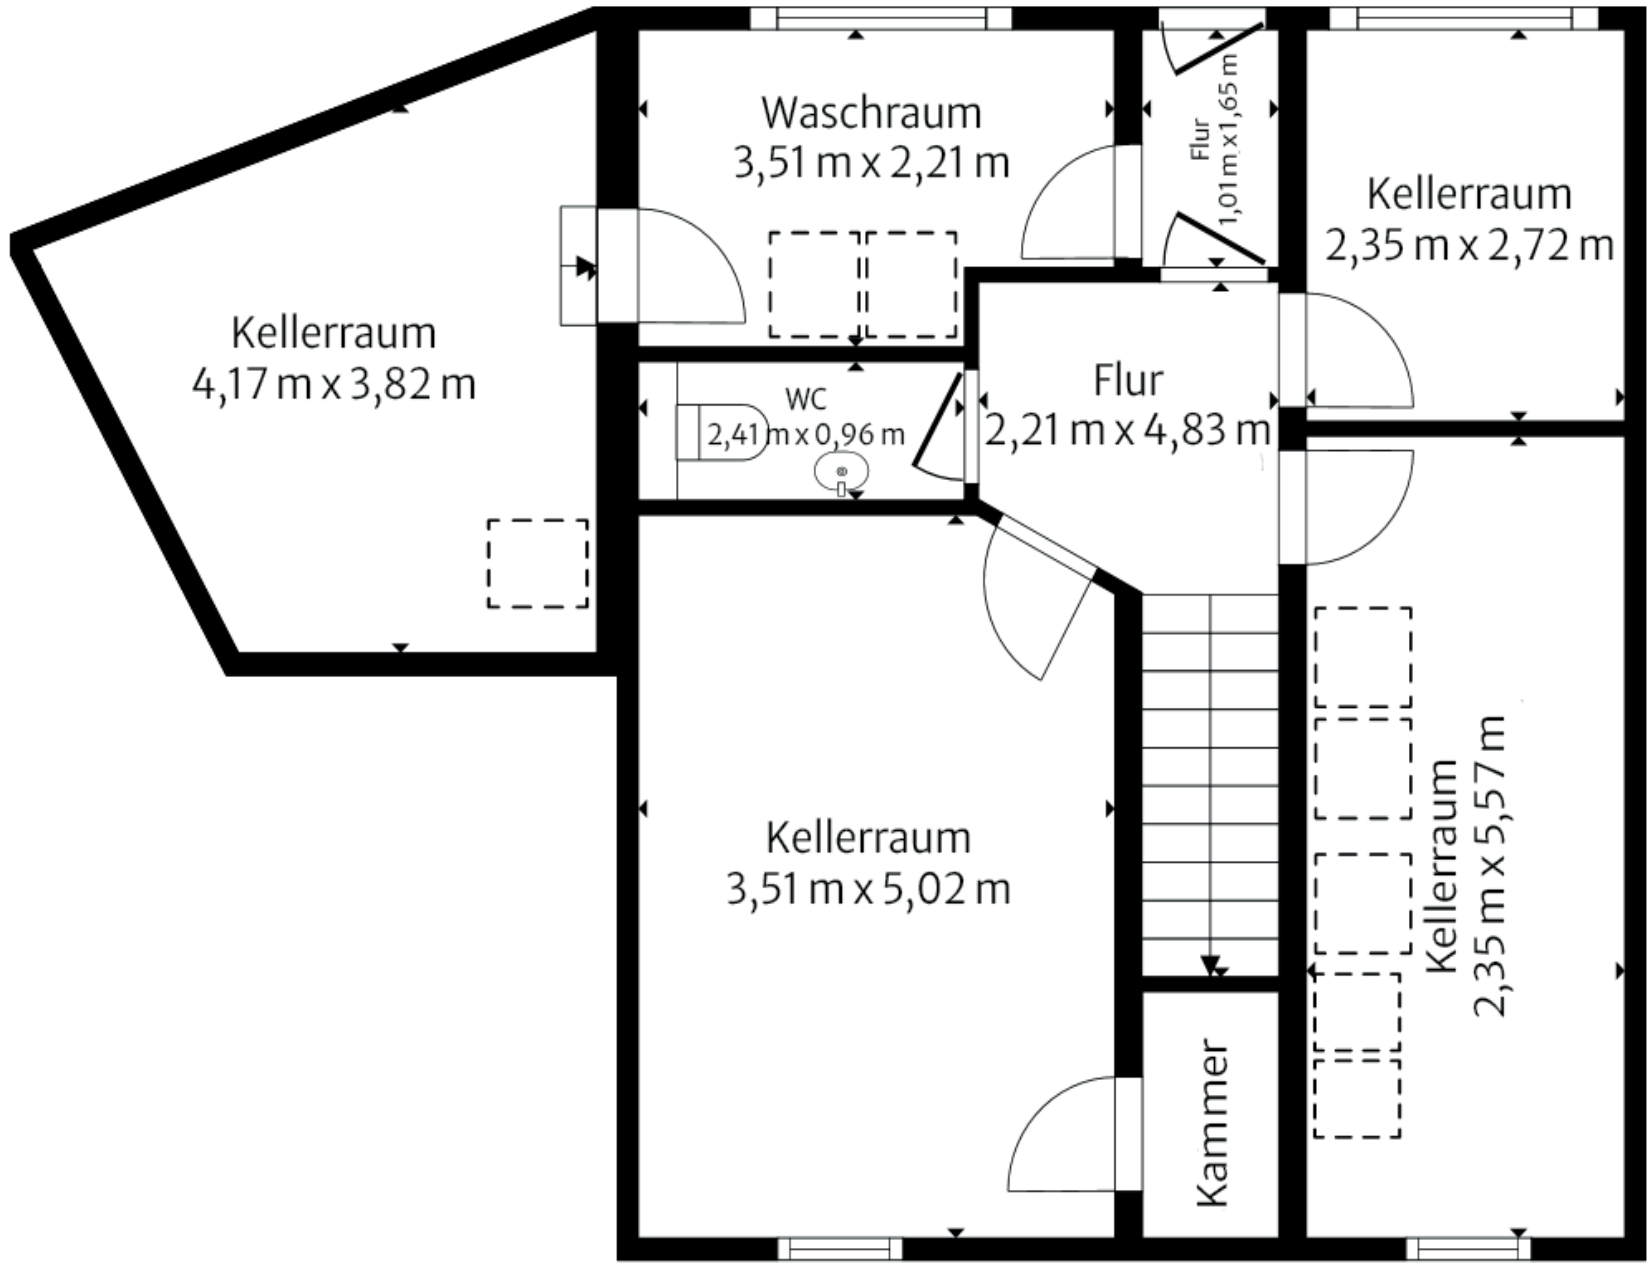 Waschraum
3,51 m x 2,21 m
Flur
1,01 m x 1,65 m
Kellerraum
2,35 m x 2,72 m
Kellerraum
4,17 m x 3,82 m
WC
2,41 m x 0,96 m
Flur
2,21 m x 4,83 m
Kellerraum
3,51 m x 5,02 m
Kellerraum
2,35 m x 5,57 m
Kammer